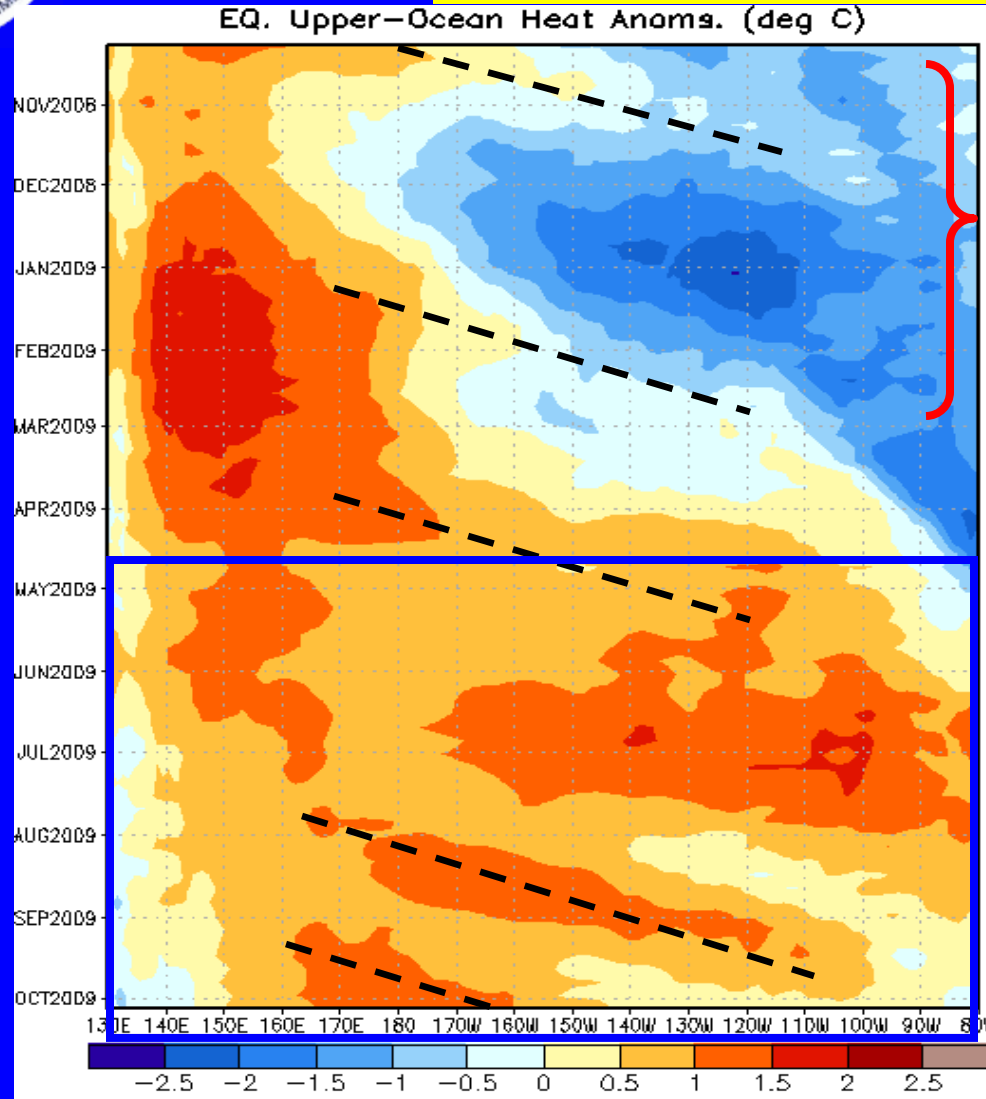 EQ. Upper-Ocean Heat Anoms. (deg C)
NOV2008
DEC2008
JAN2009
FEB2009
MAR2009
APR2009
MAY2009
JUN2009
JUL2009
AUG2009
SEP2009
OCT2009
130E 140E 150E 160E 170E 180 170W 160W 150W 140W 130W 120W 110W 100W 90W
-2.5 -2 -1.5 -1 -0.5 0 0.5 1 1.5 2 2.5